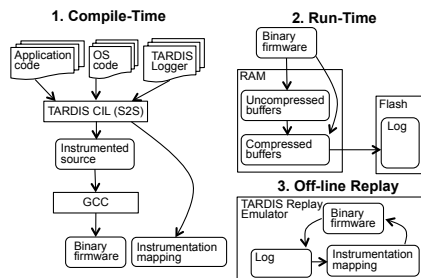 1. Compile-Time
Application
code
OS
code
TARDIS
Logger
TARDIS CIL (S2S)
Instrumented
source
GCC
Binary
firmware
Instrumentation
mapping
2. Run-Time
Binary
firmware
RAM
Uncompressed
buffers
Compressed
buffers
Flash
Log
3. Off-line Replay
TARDIS Replay
Emulator
Binary
firmware
Log
Instrumentation
mapping